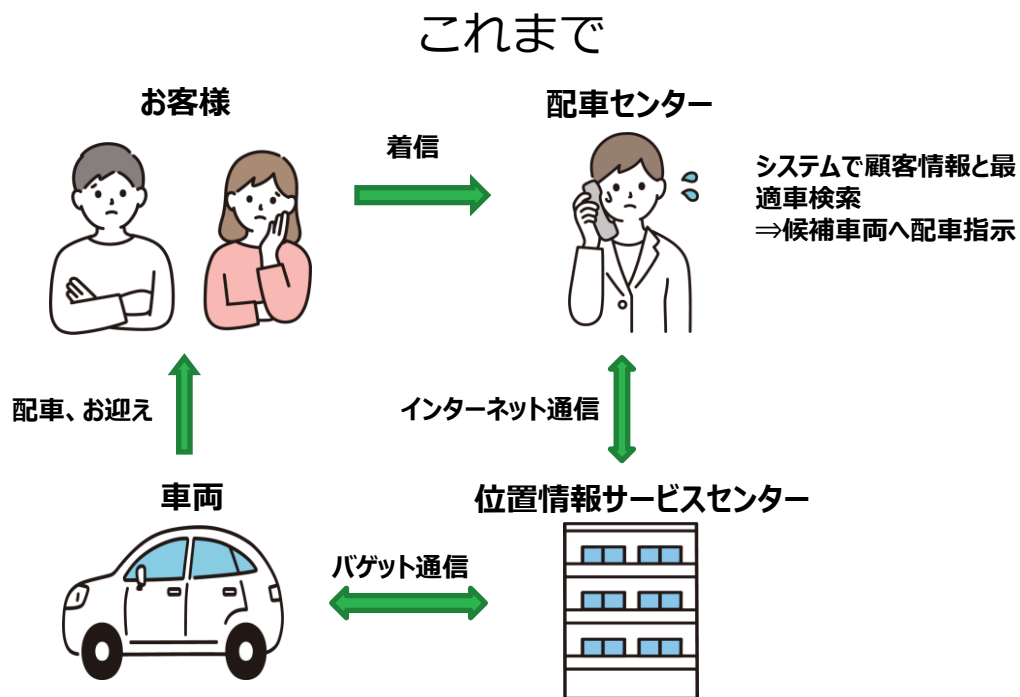 これまで
お客様
配車センター
着信
システムで顧客情報と最
適車検索
⇒候補車両へ配車指示
配車、お迎え
インターネット通信
車両
位置情報サービスセンター
バゲット通信